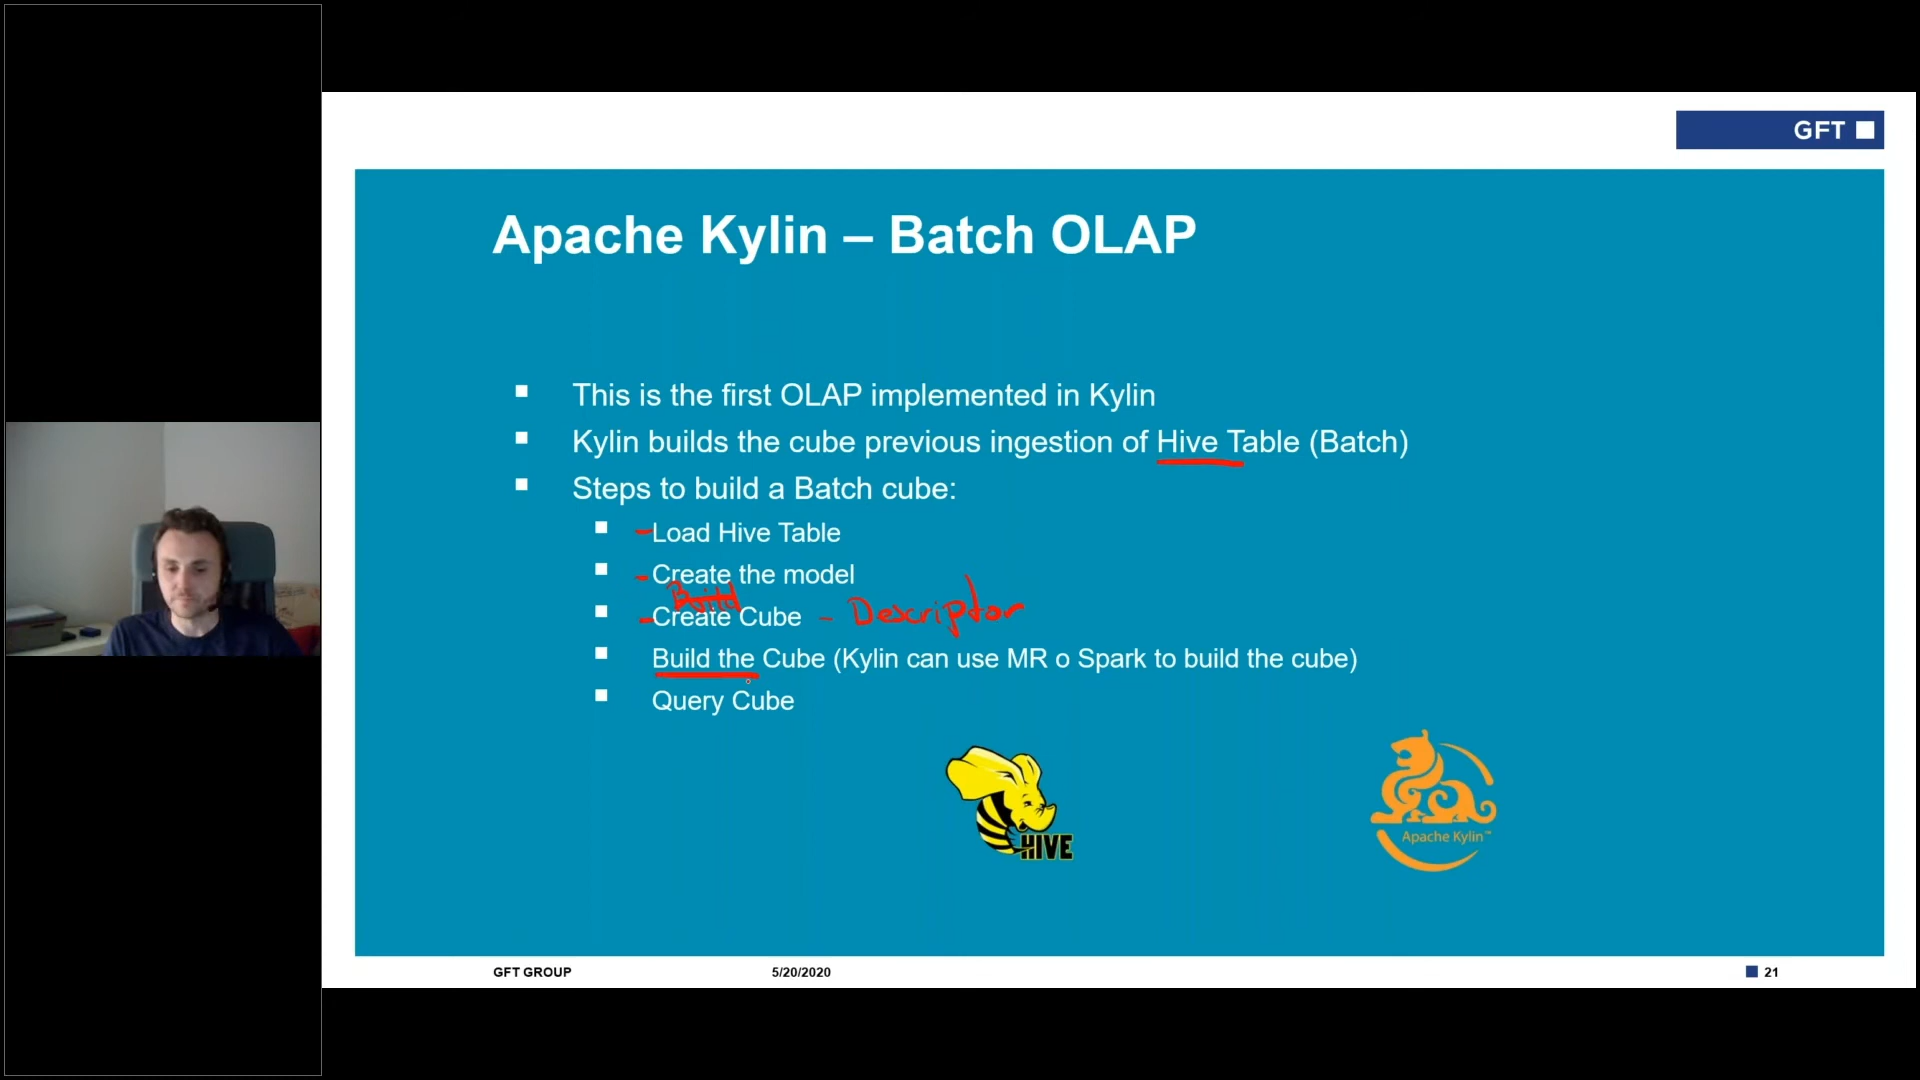 GFT
Apache Kylin – Batch OLAP
This is the first OLAP implemented in Kylin
Kylin builds the cube previous ingestion of Hive Table (Batch)
Steps to build a Batch cube:
Load Hive Table
Create the model
Build
Create Cube – Descriptor
Build the Cube (Kylin can use MR o Spark to build the cube)
Query Cube
HIVE
Apache Kylin™
GFT GROUP 5/20/2020 21